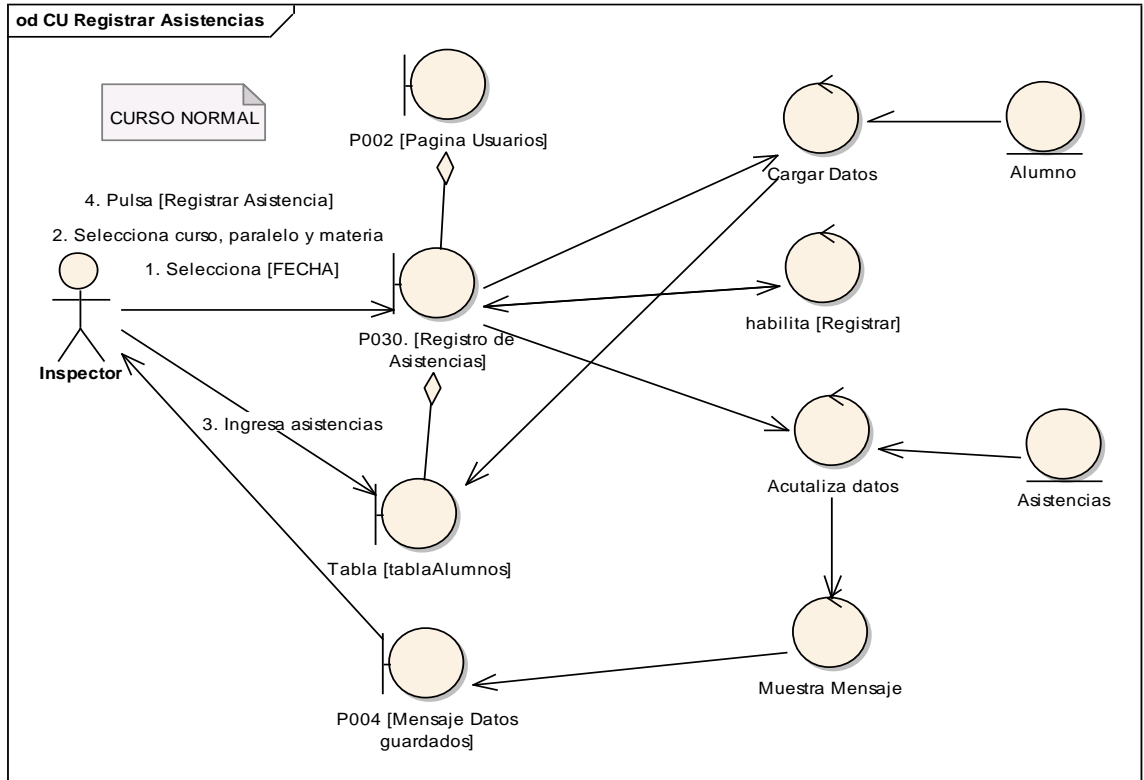 od CU Registrar Asistencias
CURSO NORMAL
P002 [Pagina Usuarios]
Cargar Datos
Alumno
4. Pulsa [Registrar Asistencia]
2. Selecciona curso, paralelo y materia
1. Selecciona [FECHA]
habilita [Registrar]
P030. [Registro de
Asistencias]
Inspector
3. Ingresa asistencias
Acutaliza datos
Asistencias
Tabla [tablaAlumnos]
Muestra Mensaje
P004 [Mensaje Datos
guardados]